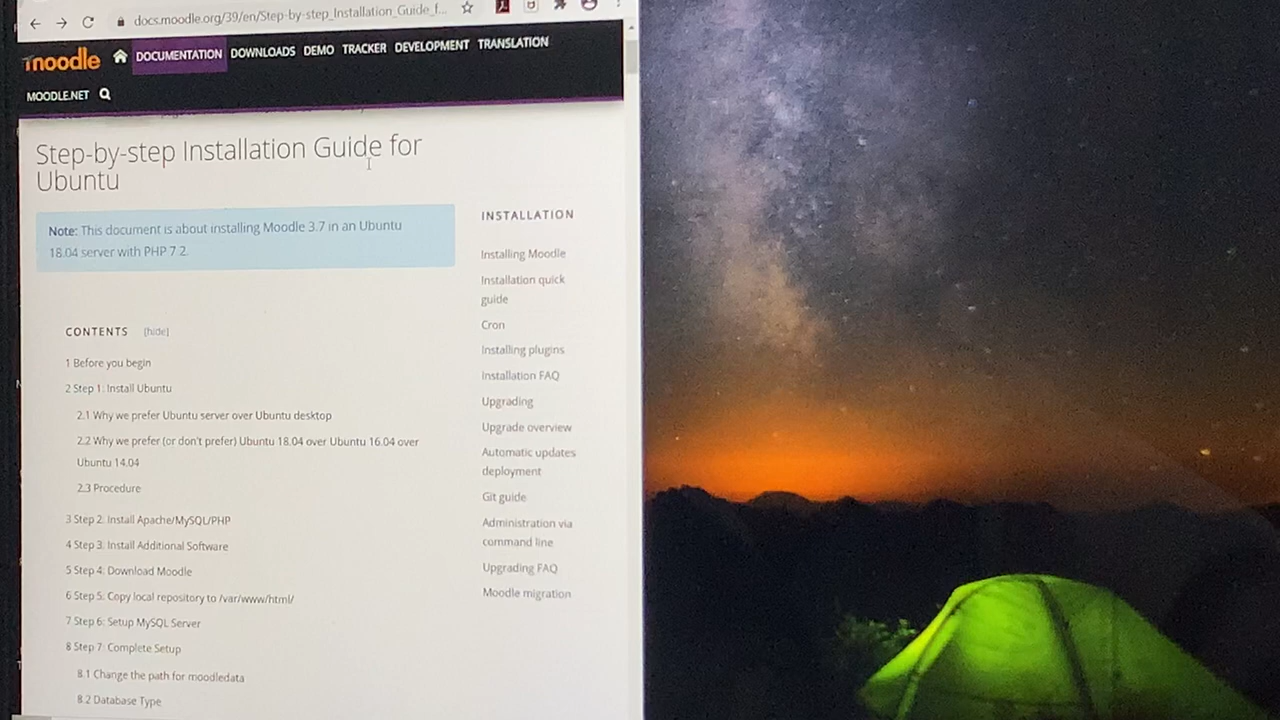 docs.moodle.org/39/en/Step-by-step_Installation_Guide_f...
moodle DOCUMENTATION DOWNLOADS DEMO TRACKER DEVELOPMENT TRANSLATION
MOODLE.NET
Step-by-step Installation Guide for
Ubuntu
Note: This document is about installing Moodle 3.7 in an Ubuntu
18.04 server with PHP 7.2.
CONTENTS [hide]
1 Before you begin
2 Step 1: Install Ubuntu
2.1 Why we prefer Ubuntu server over Ubuntu desktop
2.2 Why we prefer (or don't prefer) Ubuntu 18.04 over Ubuntu 16.04 over
Ubuntu 14.04
2.3 Procedure
3 Step 2: Install Apache/MySQL/PHP
4 Step 3: Install Additional Software
5 Step 4: Download Moodle
6 Step 5: Copy local repository to /var/www/html/
7 Step 6: Setup MySQL Server
8 Step 7: Complete Setup
8.1 Change the path for moodledata
8.2 Database Type
INSTALLATION
Installing Moodle
Installation quick
guide
Cron
Installing plugins
Installation FAQ
Upgrading
Upgrade overview
Automatic updates
deployment
Git guide
Administration via
command line
Upgrading FAQ
Moodle migration